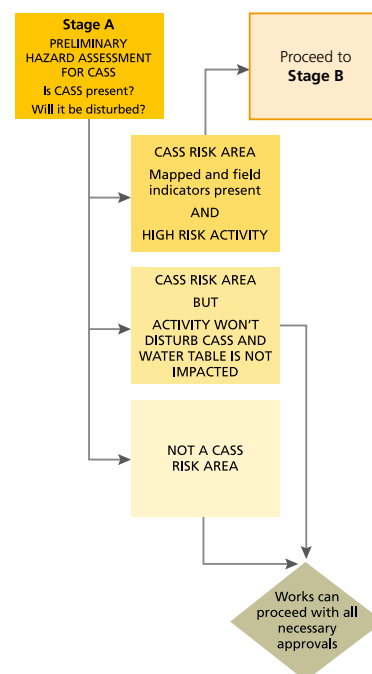 Stage A
PRELIMINARY
HAZARD ASSESSMENT
FOR CASS
Is CASS present?
Will it be disturbed?
Proceed to
Stage B
CASS RISK AREA
Mapped and field
indicators present
AND
HIGH RISK ACTIVITY
CASS RISK AREA
BUT
ACTIVITY WON'T
DISTURB CASS AND
WATER TABLE IS NOT
IMPACTED
NOT A CASS
RISK AREA
Works can
proceed with all
necessary
approvals